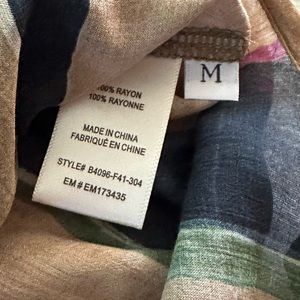 M
100% RAYON
100% RAYONNE
MADE IN CHINA
FABRIQUÉ EN CHINE
STYLE# B4096-F41-304
EM # EM173435